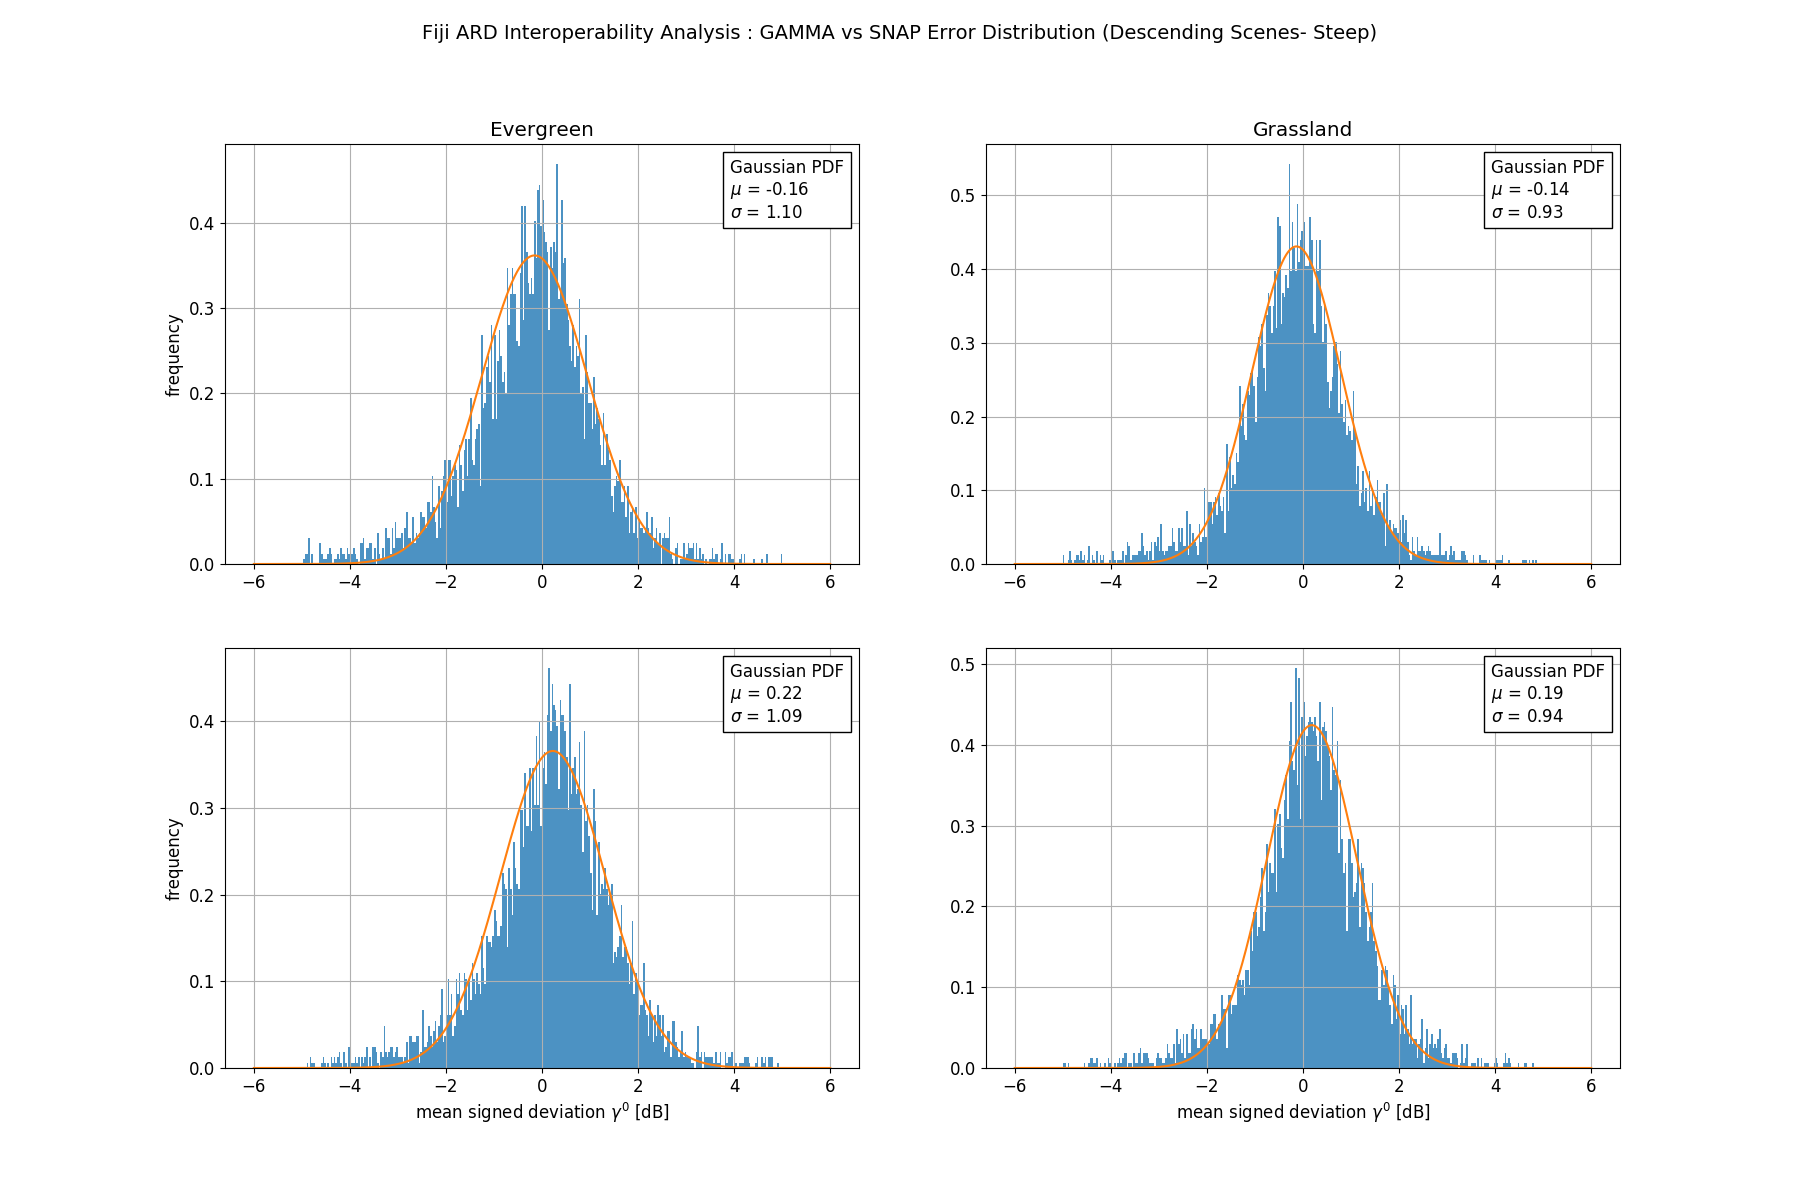 Fiji ARD Interoperability Analysis : GAMMA vs SNAP Error Distribution (Descending Scenes- Steep)
Evergreen
Grassland
Gaussian PDF
μ = -0.16
σ = 1.10
0.4
0.3
0.2
0.1
0.0
frequency
−6 −4 −2 0 2 4 6
Gaussian PDF
μ = -0.14
σ = 0.93
0.5
0.4
0.3
0.2
0.1
0.0
−6 −4 −2 0 2 4 6
Gaussian PDF
μ = 0.22
σ = 1.09
0.4
0.3
0.2
0.1
0.0
frequency
−6 −4 −2 0 2 4 6
mean signed deviation γ⁰ [dB]
Gaussian PDF
μ = 0.19
σ = 0.94
0.5
0.4
0.3
0.2
0.1
0.0
−6 −4 −2 0 2 4 6
mean signed deviation γ⁰ [dB]